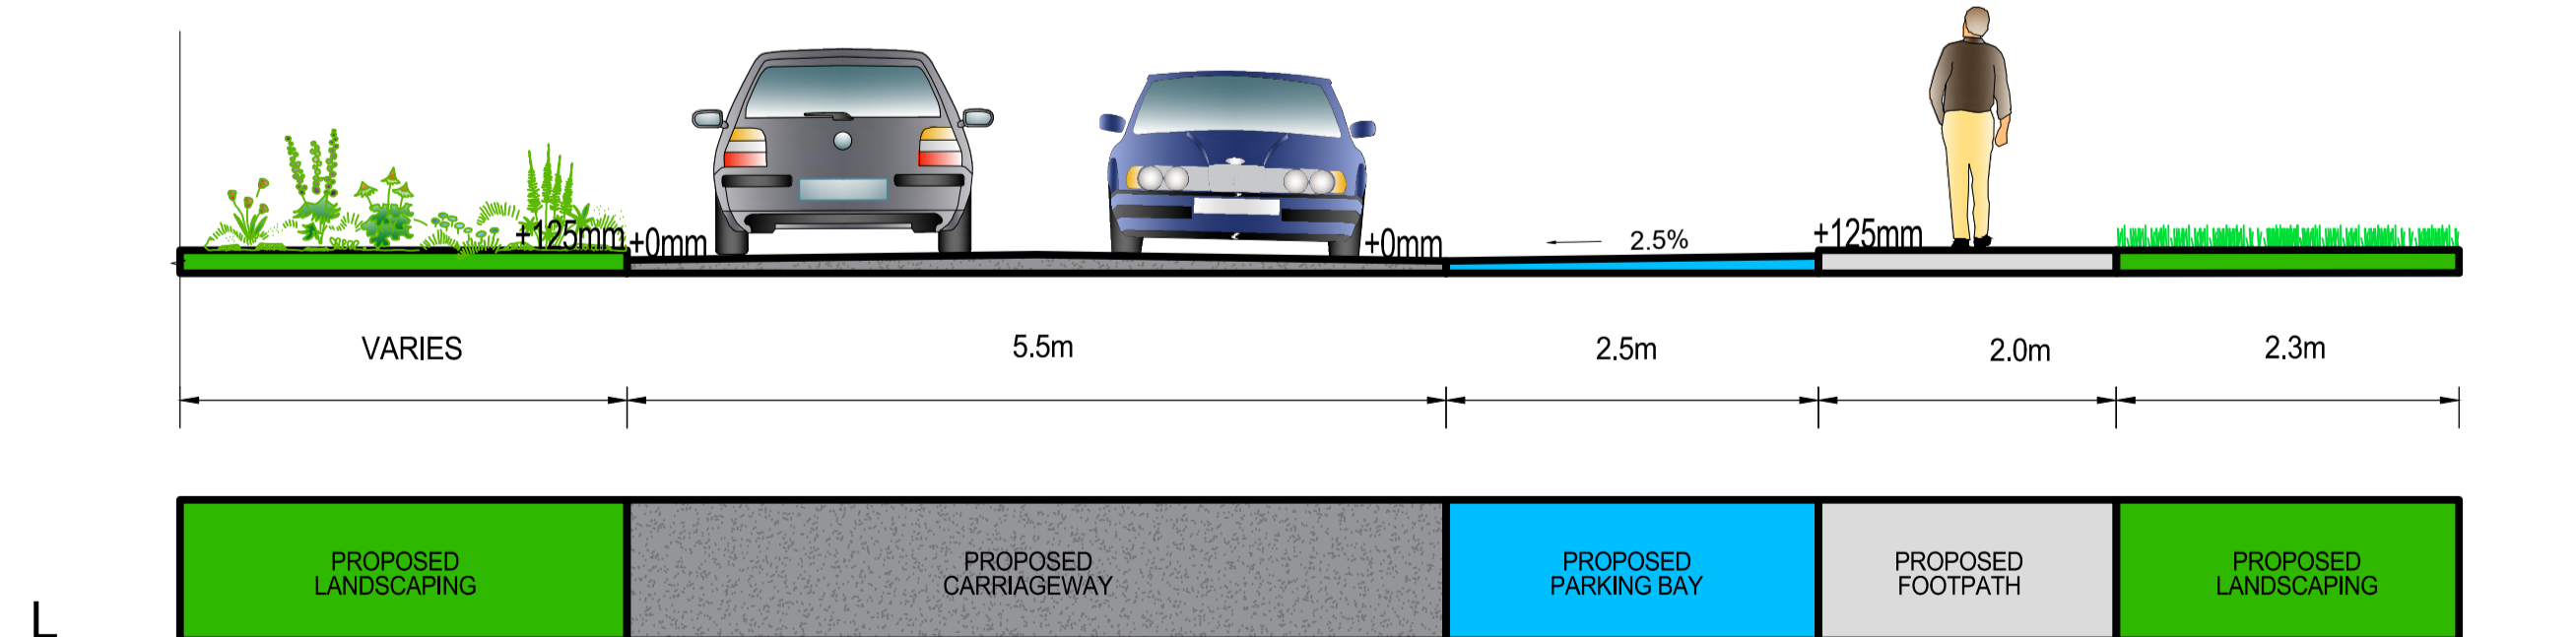 +125mm +0mm +0mm 2.5% +125mm
VARIES 5.5m 2.5m 2.0m 2.3m
PROPOSED PROPOSED PROPOSED PROPOSED PROPOSED
LANDSCAPING CARRIAGEWAY PARKING BAY FOOTPATH LANDSCAPING
L